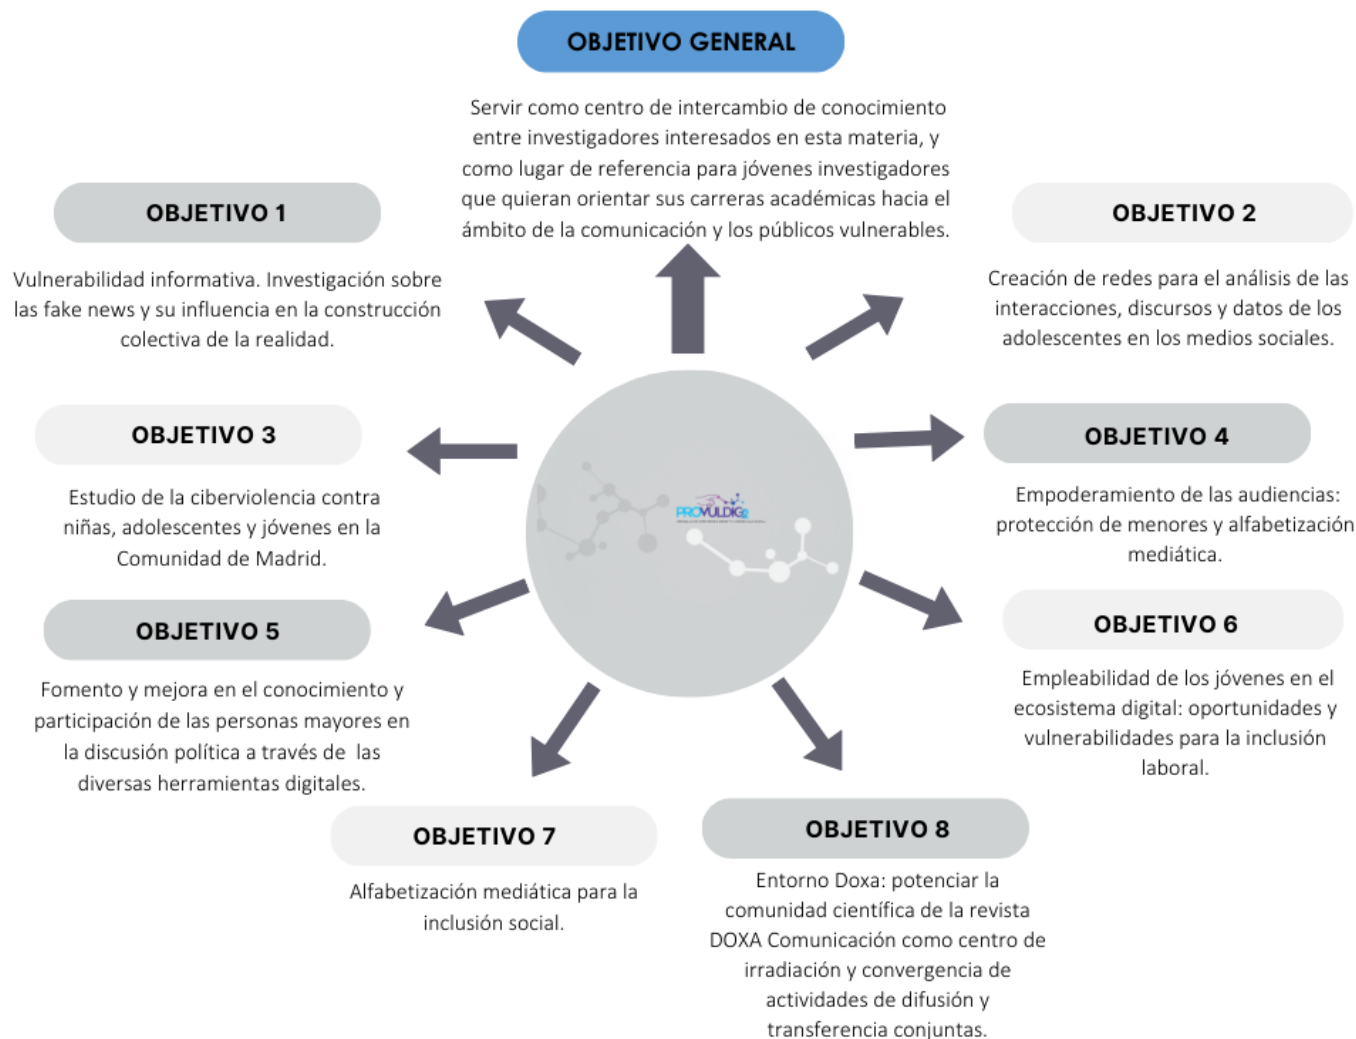 OBJETIVO GENERAL
Servir como centro de intercambio de conocimiento
entre investigadores interesados en esta materia, y
como lugar de referencia para jóvenes investigadores
que quieran orientar sus carreras académicas hacia el
ámbito de la comunicación y los públicos vulnerables.
OBJETIVO 1
Vulnerabilidad informativa. Investigación sobre
las fake news y su influencia en la construcción
colectiva de la realidad.
OBJETIVO 2
Creación de redes para el análisis de las
interacciones, discursos y datos de los
adolescentes en los medios sociales.
OBJETIVO 3
Estudio de la ciberviolencia contra
niñas, adolescentes y jóvenes en la
Comunidad de Madrid.
OBJETIVO 4
Empoderamiento de las audiencias:
protección de menores y alfabetización
mediática.
PROVULDIG2
OBJETIVO 5
Fomento y mejora en el conocimiento y
participación de las personas mayores en
la discusión política a través de las
diversas herramientas digitales.
OBJETIVO 6
Empleabilidad de los jóvenes en el
ecosistema digital: oportunidades y
vulnerabilidades para la inclusión
laboral.
OBJETIVO 7
Alfabetización mediática para la
inclusión social.
OBJETIVO 8
Entorno Doxa: potenciar la
comunidad científica de la revista
DOXA Comunicación como centro de
irradiación y convergencia de
actividades de difusión y
transferencia conjuntas.